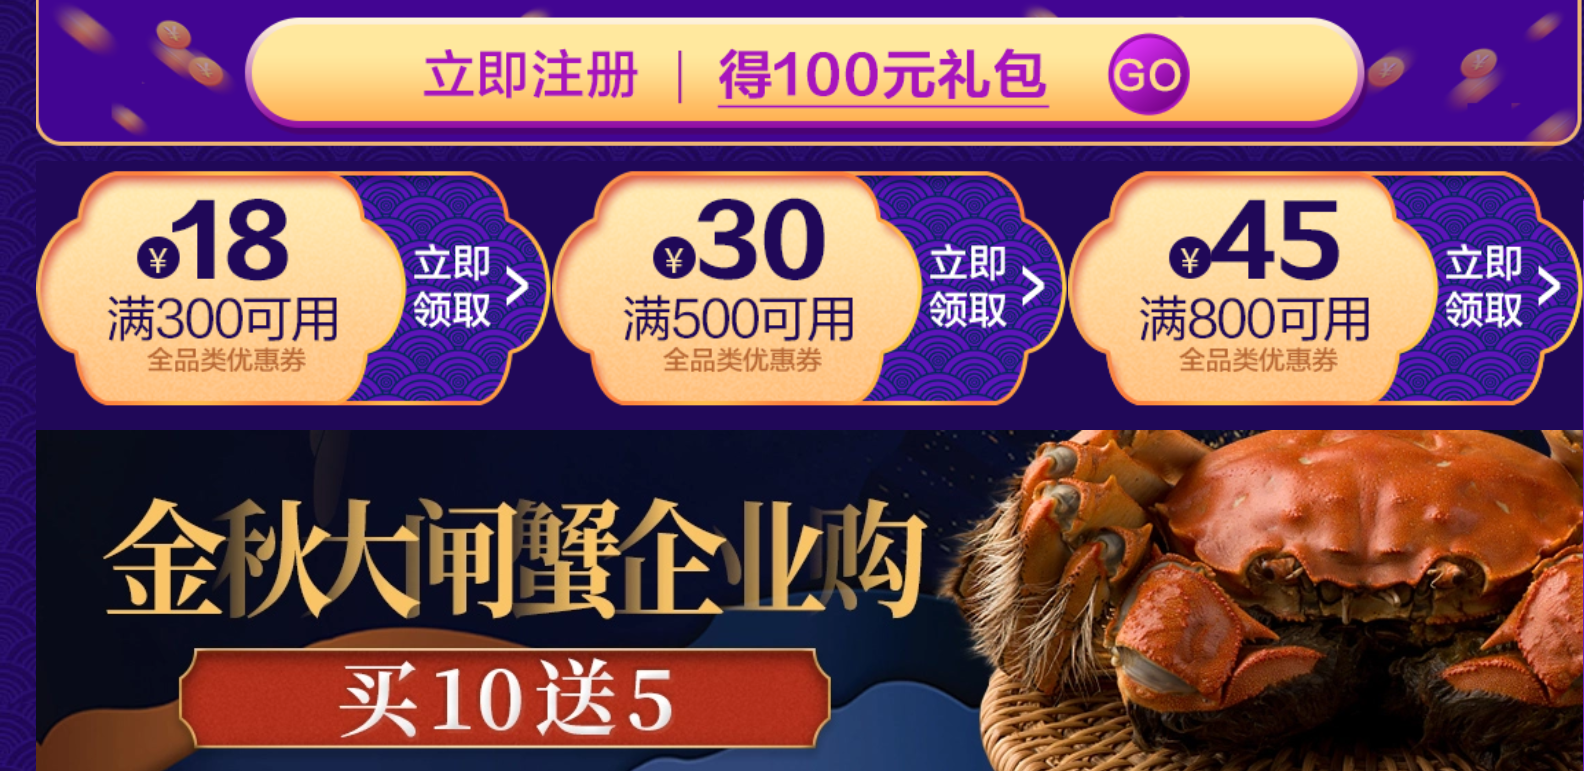 立即注册 | 得100元礼包 GO
¥18
满300可用
全品类优惠券
立即
领取
¥30
满500可用
全品类优惠券
立即
领取
¥45
满800可用
全品类优惠券
立即
领取
金秋大闸蟹企业购
买10送5